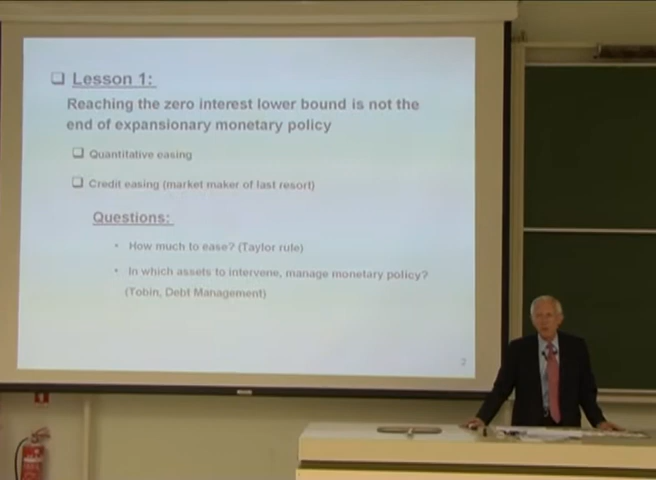 Lesson 1:
Reaching the zero interest lower bound is not the
end of expansionary monetary policy
Quantitative easing
Credit easing (market maker of last resort)
Questions:
• How much to ease? (Taylor rule)
• In which assets to intervene, manage monetary policy?
(Tobin, Debt Management)
2